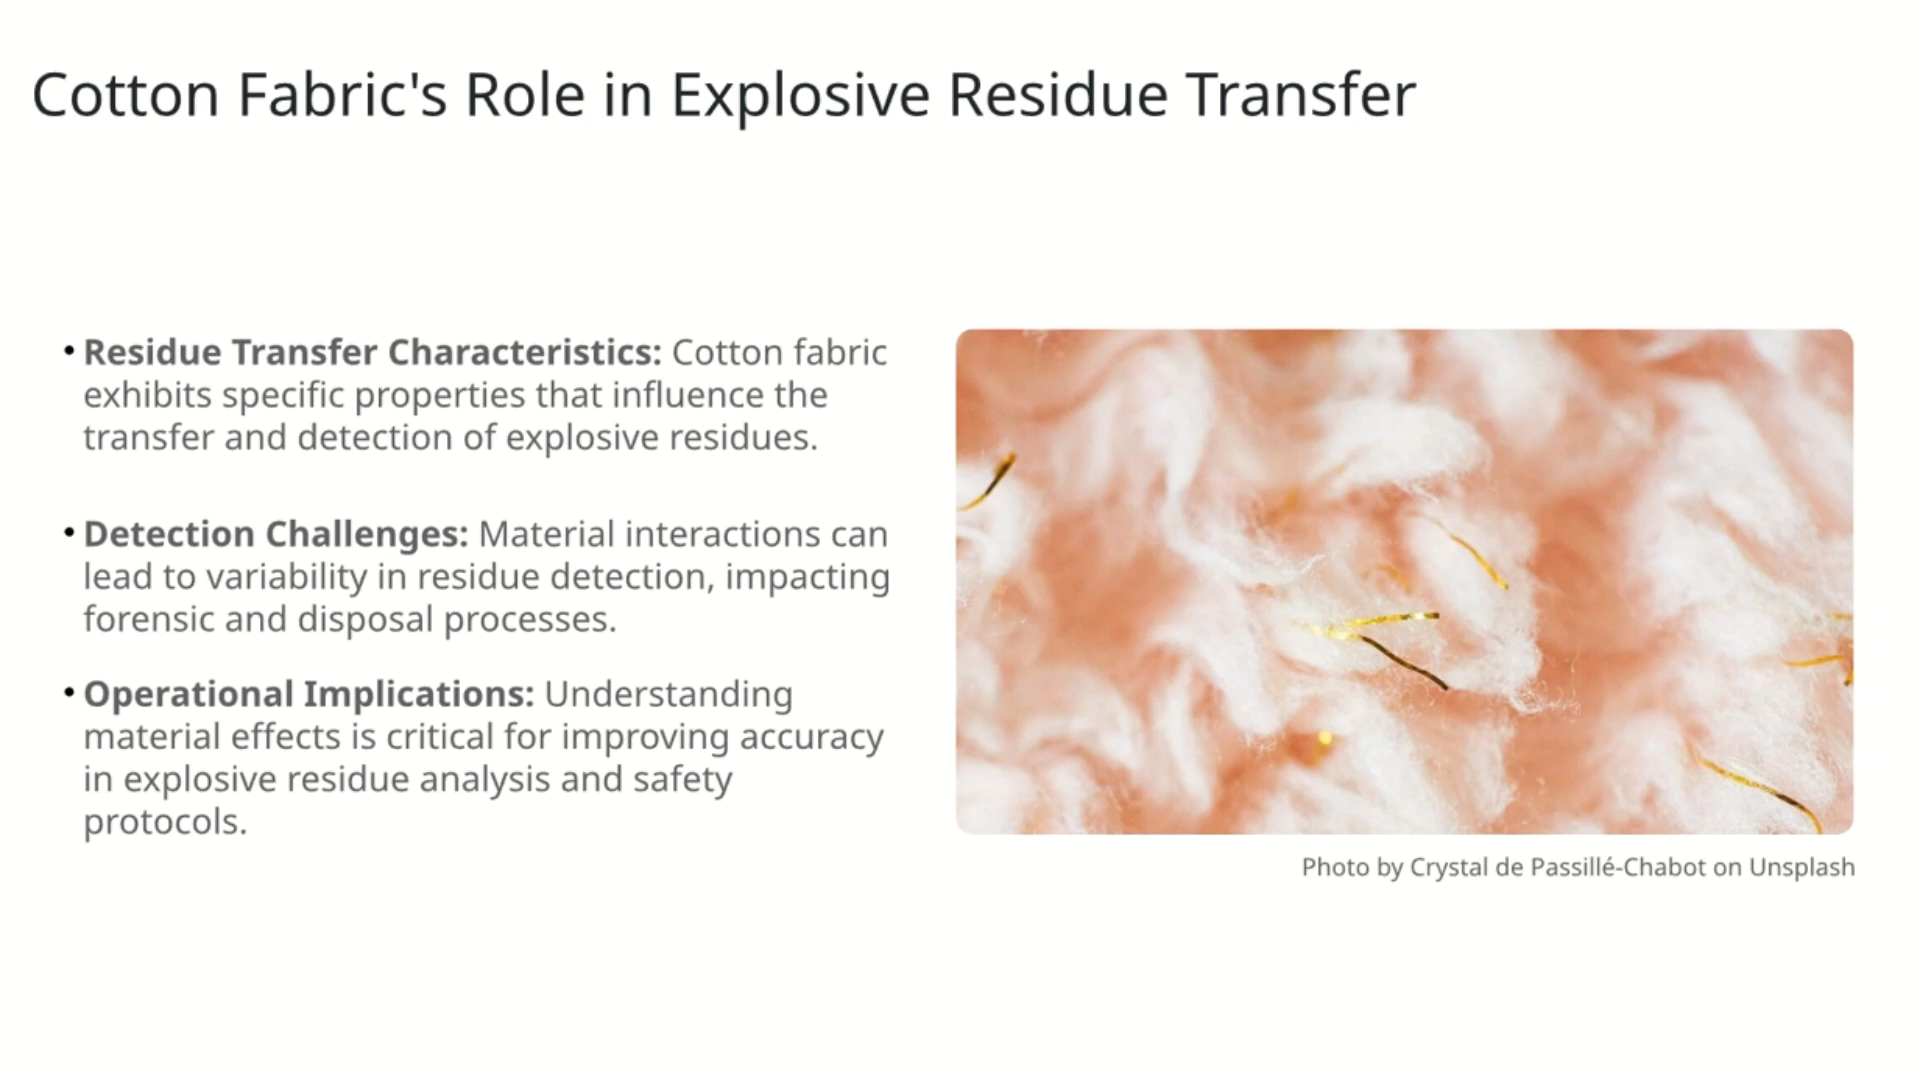 Cotton Fabric's Role in Explosive Residue Transfer
• Residue Transfer Characteristics: Cotton fabric
exhibits specific properties that influence the
transfer and detection of explosive residues.
• Detection Challenges: Material interactions can
lead to variability in residue detection, impacting
forensic and disposal processes.
• Operational Implications: Understanding
material effects is critical for improving accuracy
in explosive residue analysis and safety
protocols.
Photo by Crystal de Passillé-Chabot on Unsplash